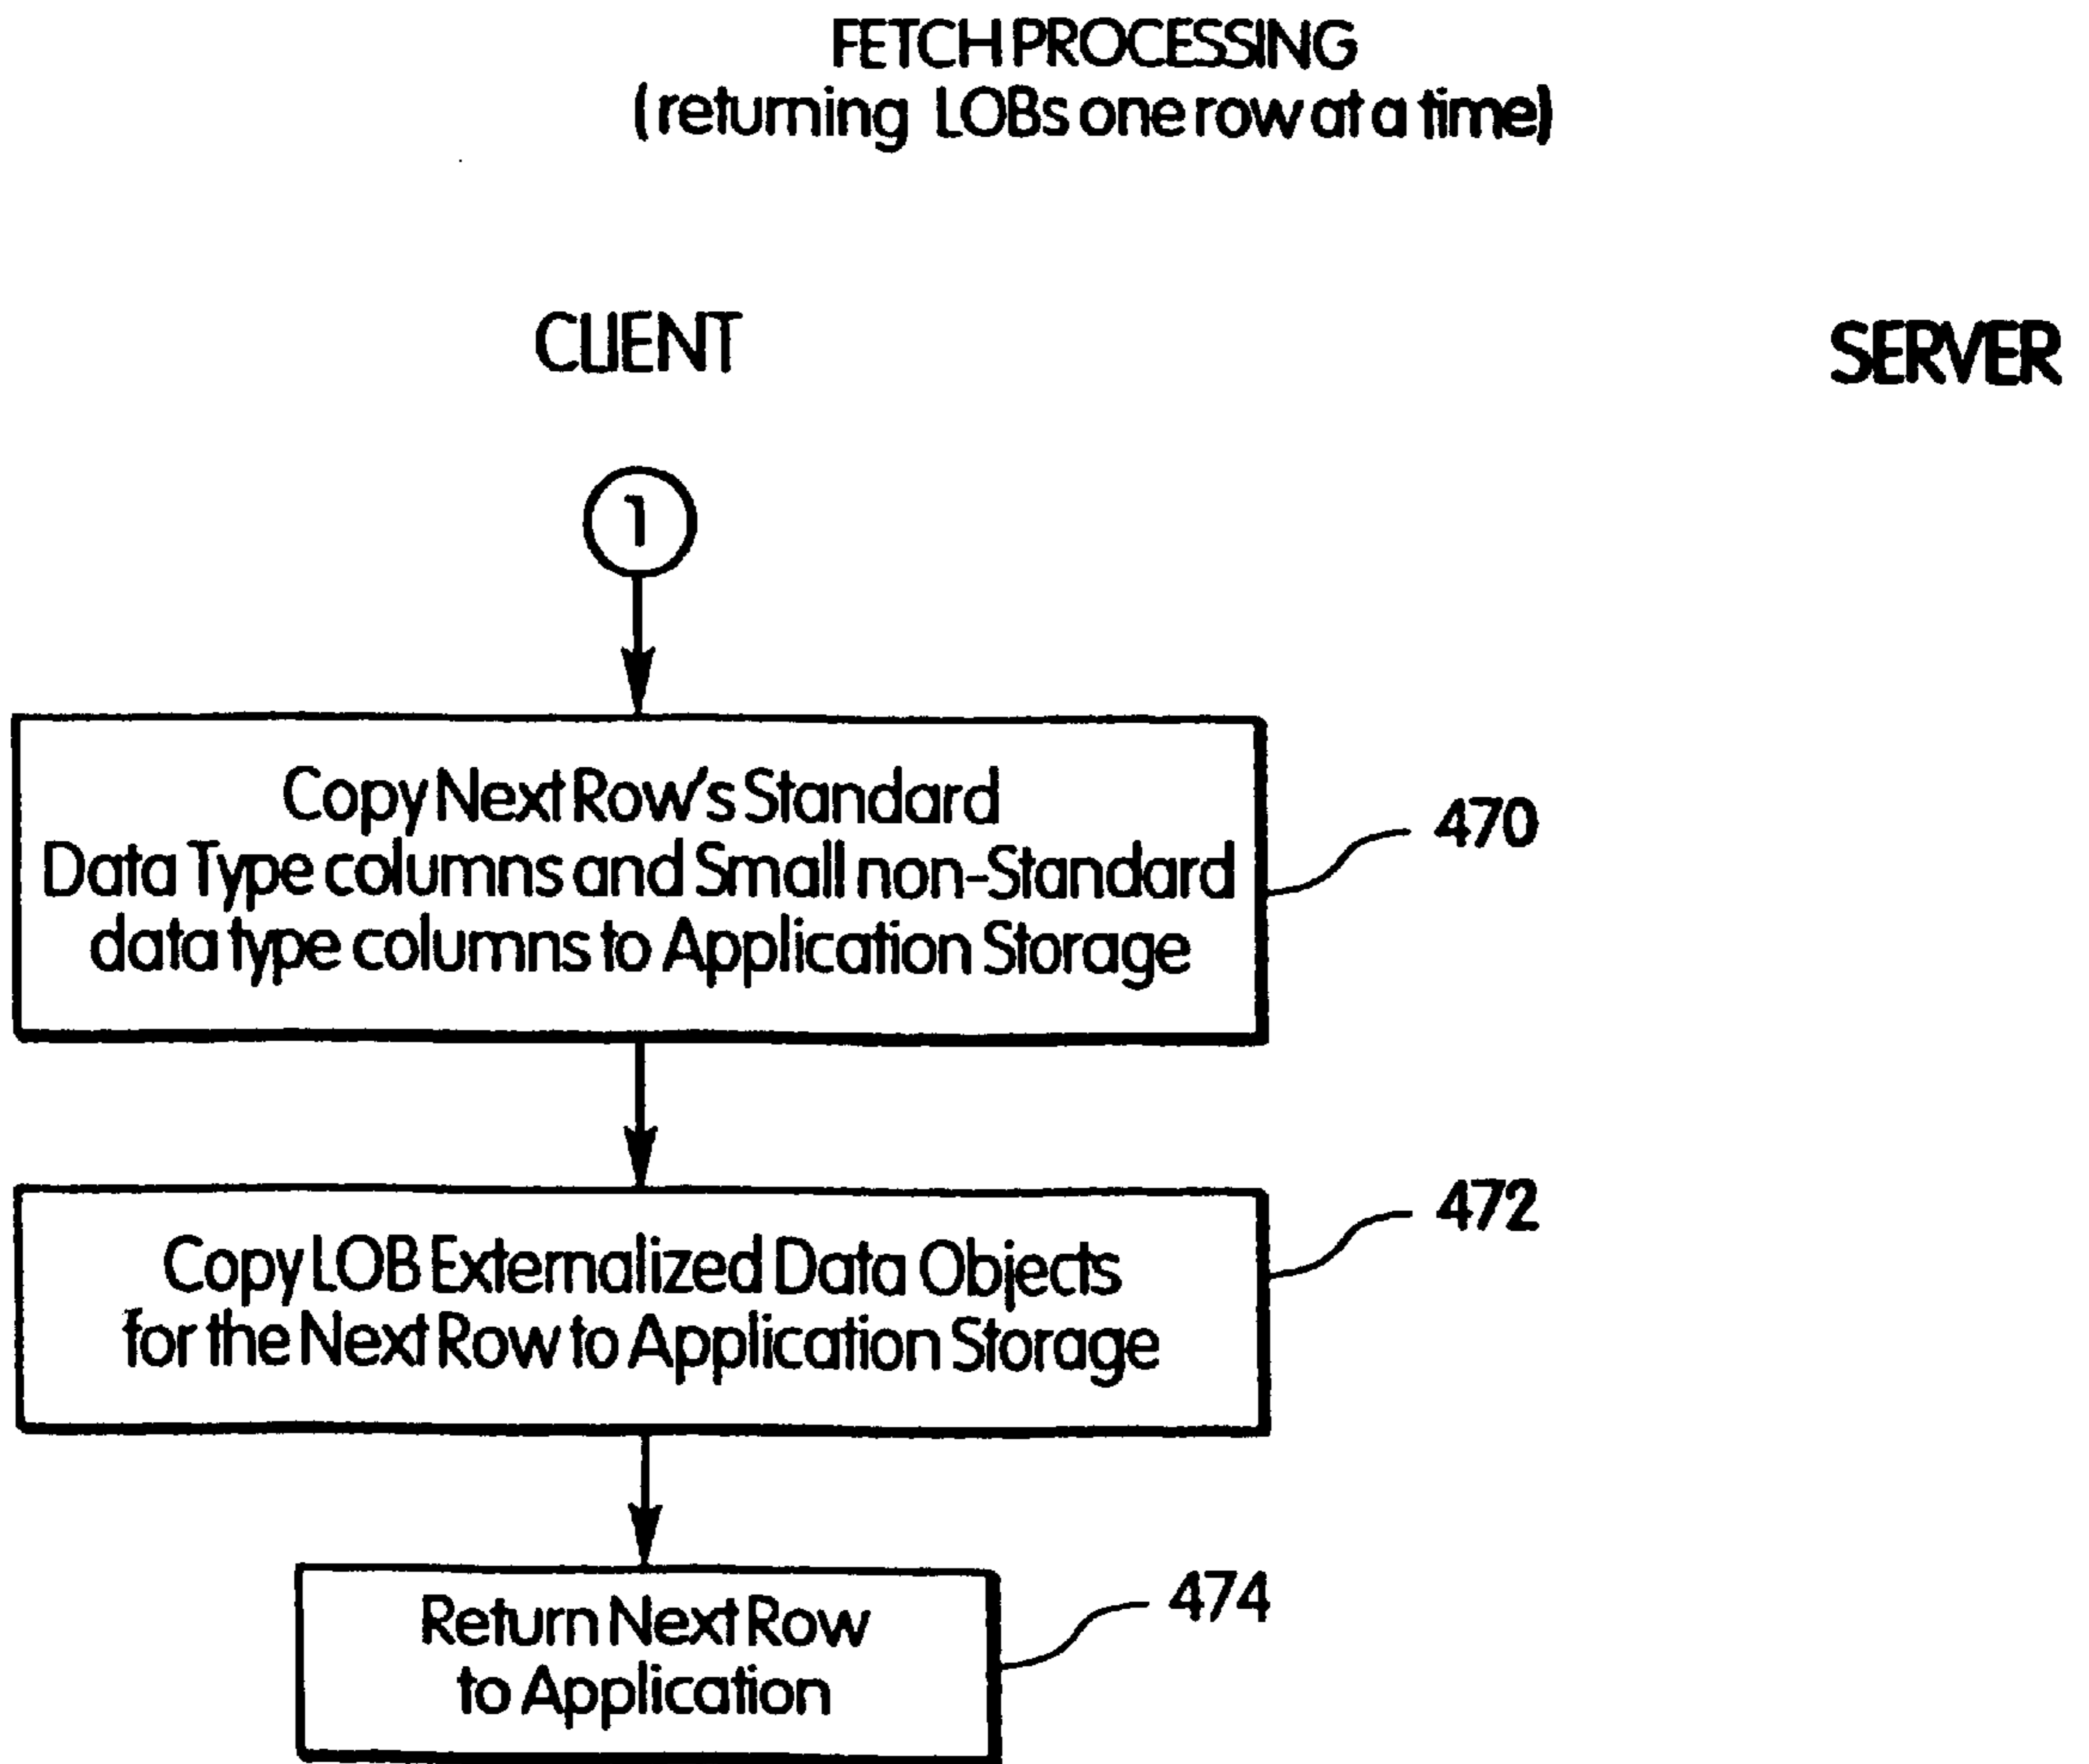 FETCH PROCESSING
(returning LOBs one row at a time)
CLIENT
SERVER
1
Copy Next Row's Standard
Data Type columns and Small non-Standard
data type columns to Application Storage
470
Copy LOB Externalized Data Objects
for the Next Row to Application Storage
472
Return Next Row
to Application
474